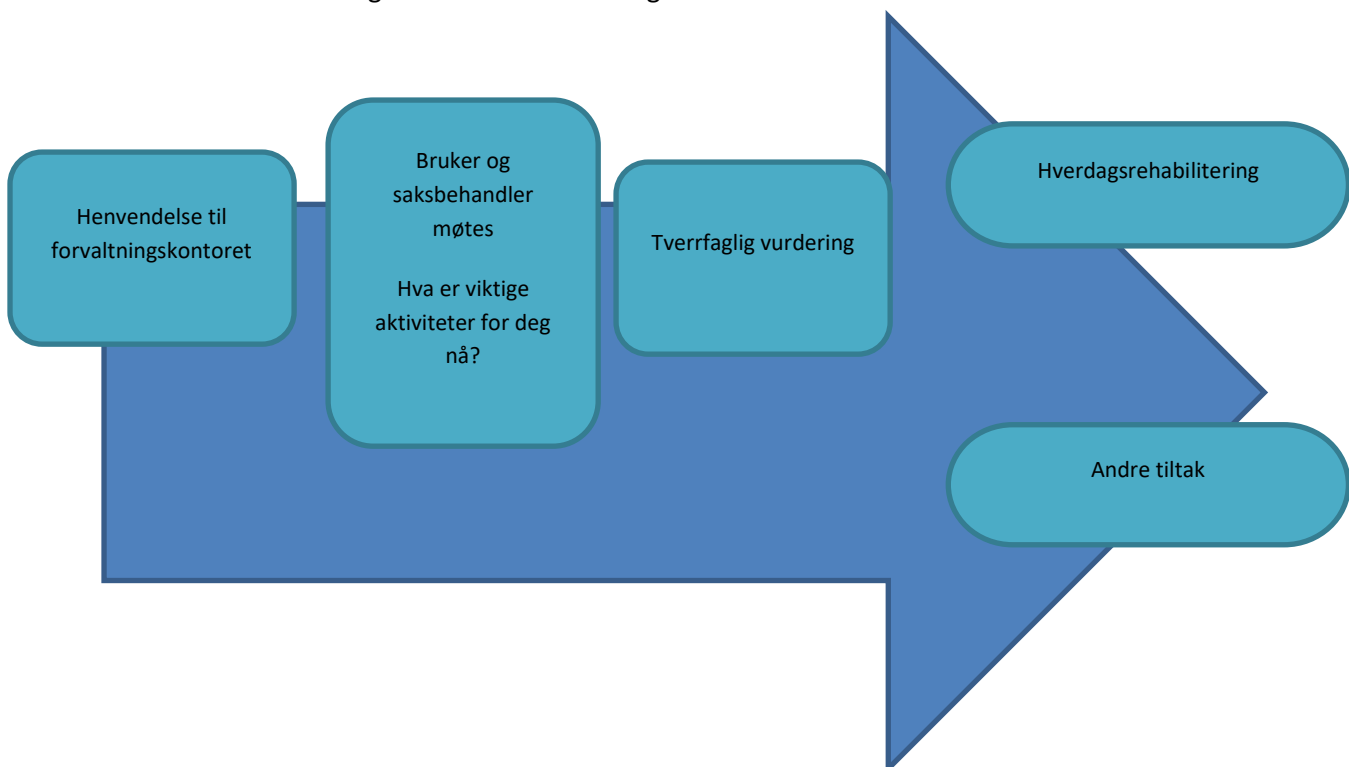 Henvendelse til
forvaltningskontoret
Bruker og
saksbehandler
møtes
Hva er viktige
aktiviteter for deg
nå?
Tverrfaglig vurdering
Hverdagsrehabilitering
Andre tiltak